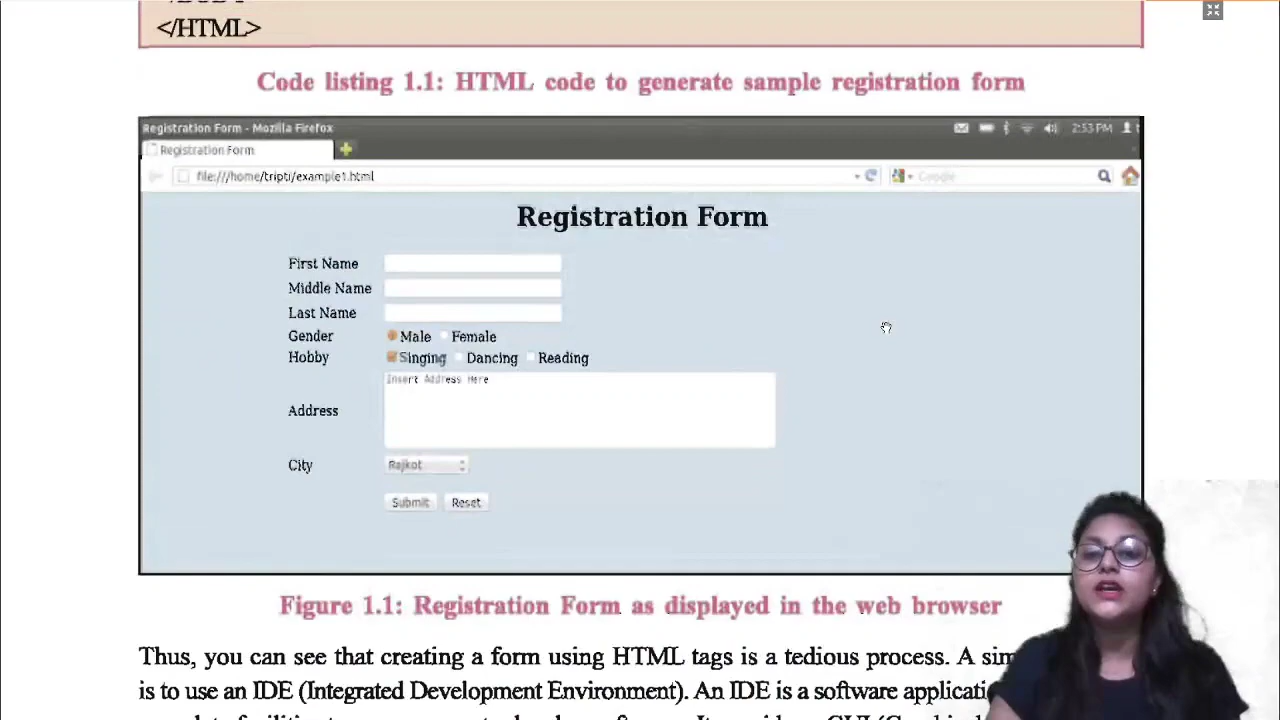 </HTML>
Code listing 1.1: HTML code to generate sample registration form
Registration Form - Mozilla Firefox
2:53 PM
Registration Form
file:///home/tripti/example1.html
Google
Registration Form
First Name
Middle Name
Last Name
Gender Male Female
Hobby Singing Dancing Reading
Insert Address Here
Address
City Rajkot
Submit Reset
Figure 1.1: Registration Form as displayed in the web browser
Thus, you can see that creating a form using HTML tags is a tedious process. A
is to use an IDE (Integrated Development Environment). An IDE is a software